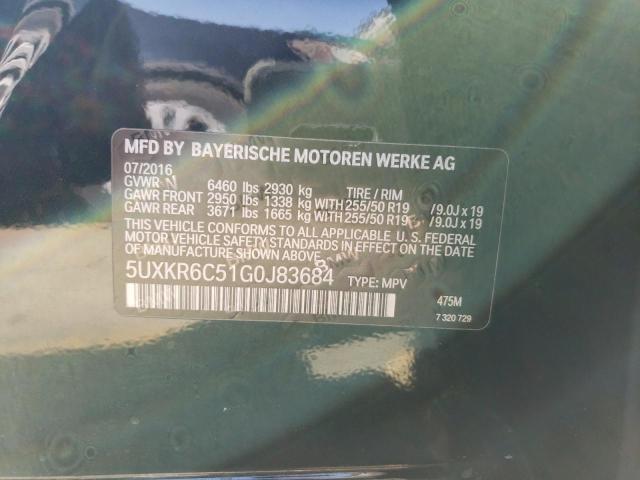 MFD BY BAYERISCHE MOTOREN WERKE AG
07/2016
GVWR N 6460 lbs 2930 kg TIRE / RIM
GAWR FRONT 2950 lbs 1338 kg WITH 255/50 R19 /9.0J x 19
GAWR REAR 3671 lbs 1665 kg WITH 255/50 R19 /9.0J x 19
THIS VEHICLE CONFORMS TO ALL APPLICABLE U.S. FEDERAL
MOTOR VEHICLE SAFETY STANDARDS IN EFFECT ON THE DATE
OF MANUFACTURE SHOWN ABOVE.
5UXKR6C51G0J83684 TYPE: MPV
475M
7 320 729